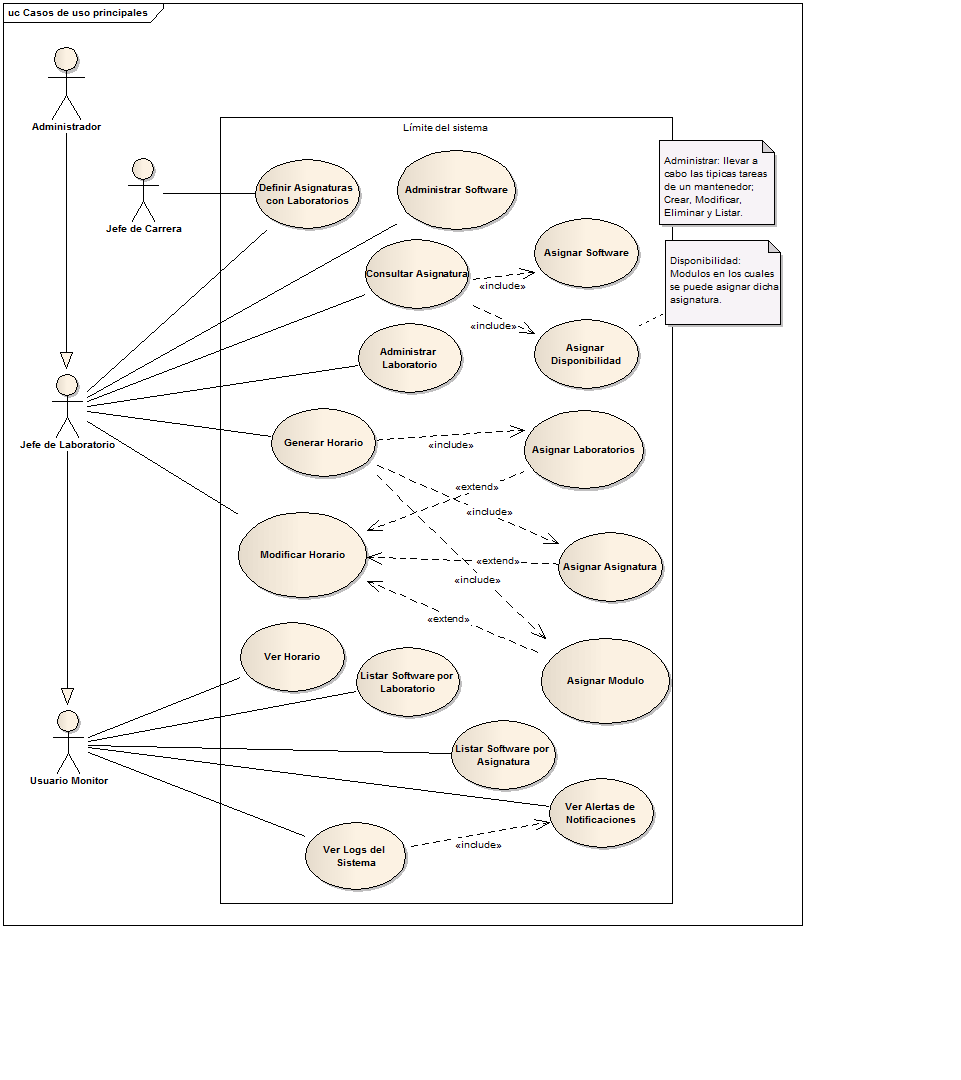 uc Casos de uso principales
Administrador
Límite del sistema
Jefe de Carrera
Definir Asignaturas
con Laboratorios
Administrar Software
Administrar: llevar a
cabo las tipicas tareas
de un mantenedor;
Crear, Modificar,
Eliminar y Listar.
Consultar Asignatura
«include»
Asignar Software
Disponibilidad:
Modulos en los cuales
se puede asignar dicha
asignatura.
«include»
Asignar
Disponibilidad
Administrar
Laboratorio
Jefe de Laboratorio
Generar Horario
«include»
Asignar Laboratorios
«extend»
«include»
Modificar Horario
«extend»
Asignar Asignatura
«include»
«extend»
Asignar Modulo
Ver Horario
Listar Software por
Laboratorio
Usuario Monitor
Listar Software por
Asignatura
Ver Alertas de
Notificaciones
Ver Logs del
Sistema
«include»